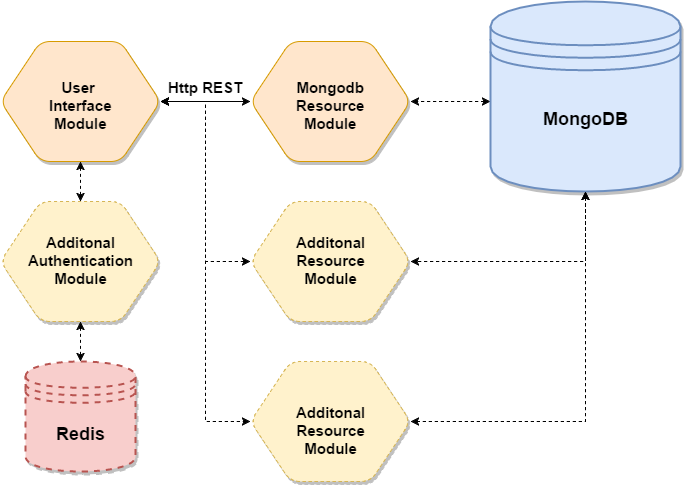 User
Interface
Module
Http REST
Mongodb
Resource
Module
MongoDB
Additonal
Authentication
Module
Additonal
Resource
Module
Redis
Additonal
Resource
Module